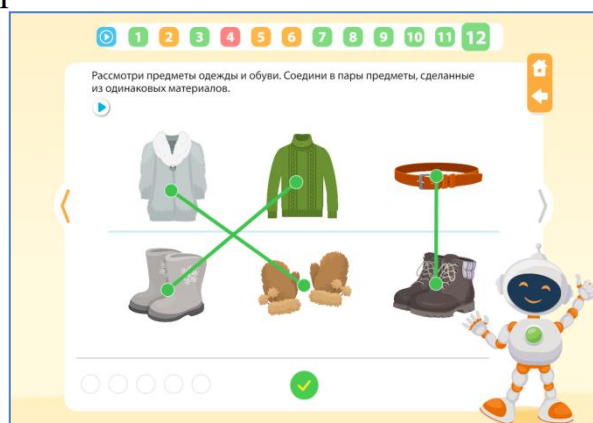 1 2 3 4 5 6 7 8 9 10 11 12
Рассмотри предметы одежды и обуви. Соедини в пары предметы, сделанные
из одинаковых материалов.